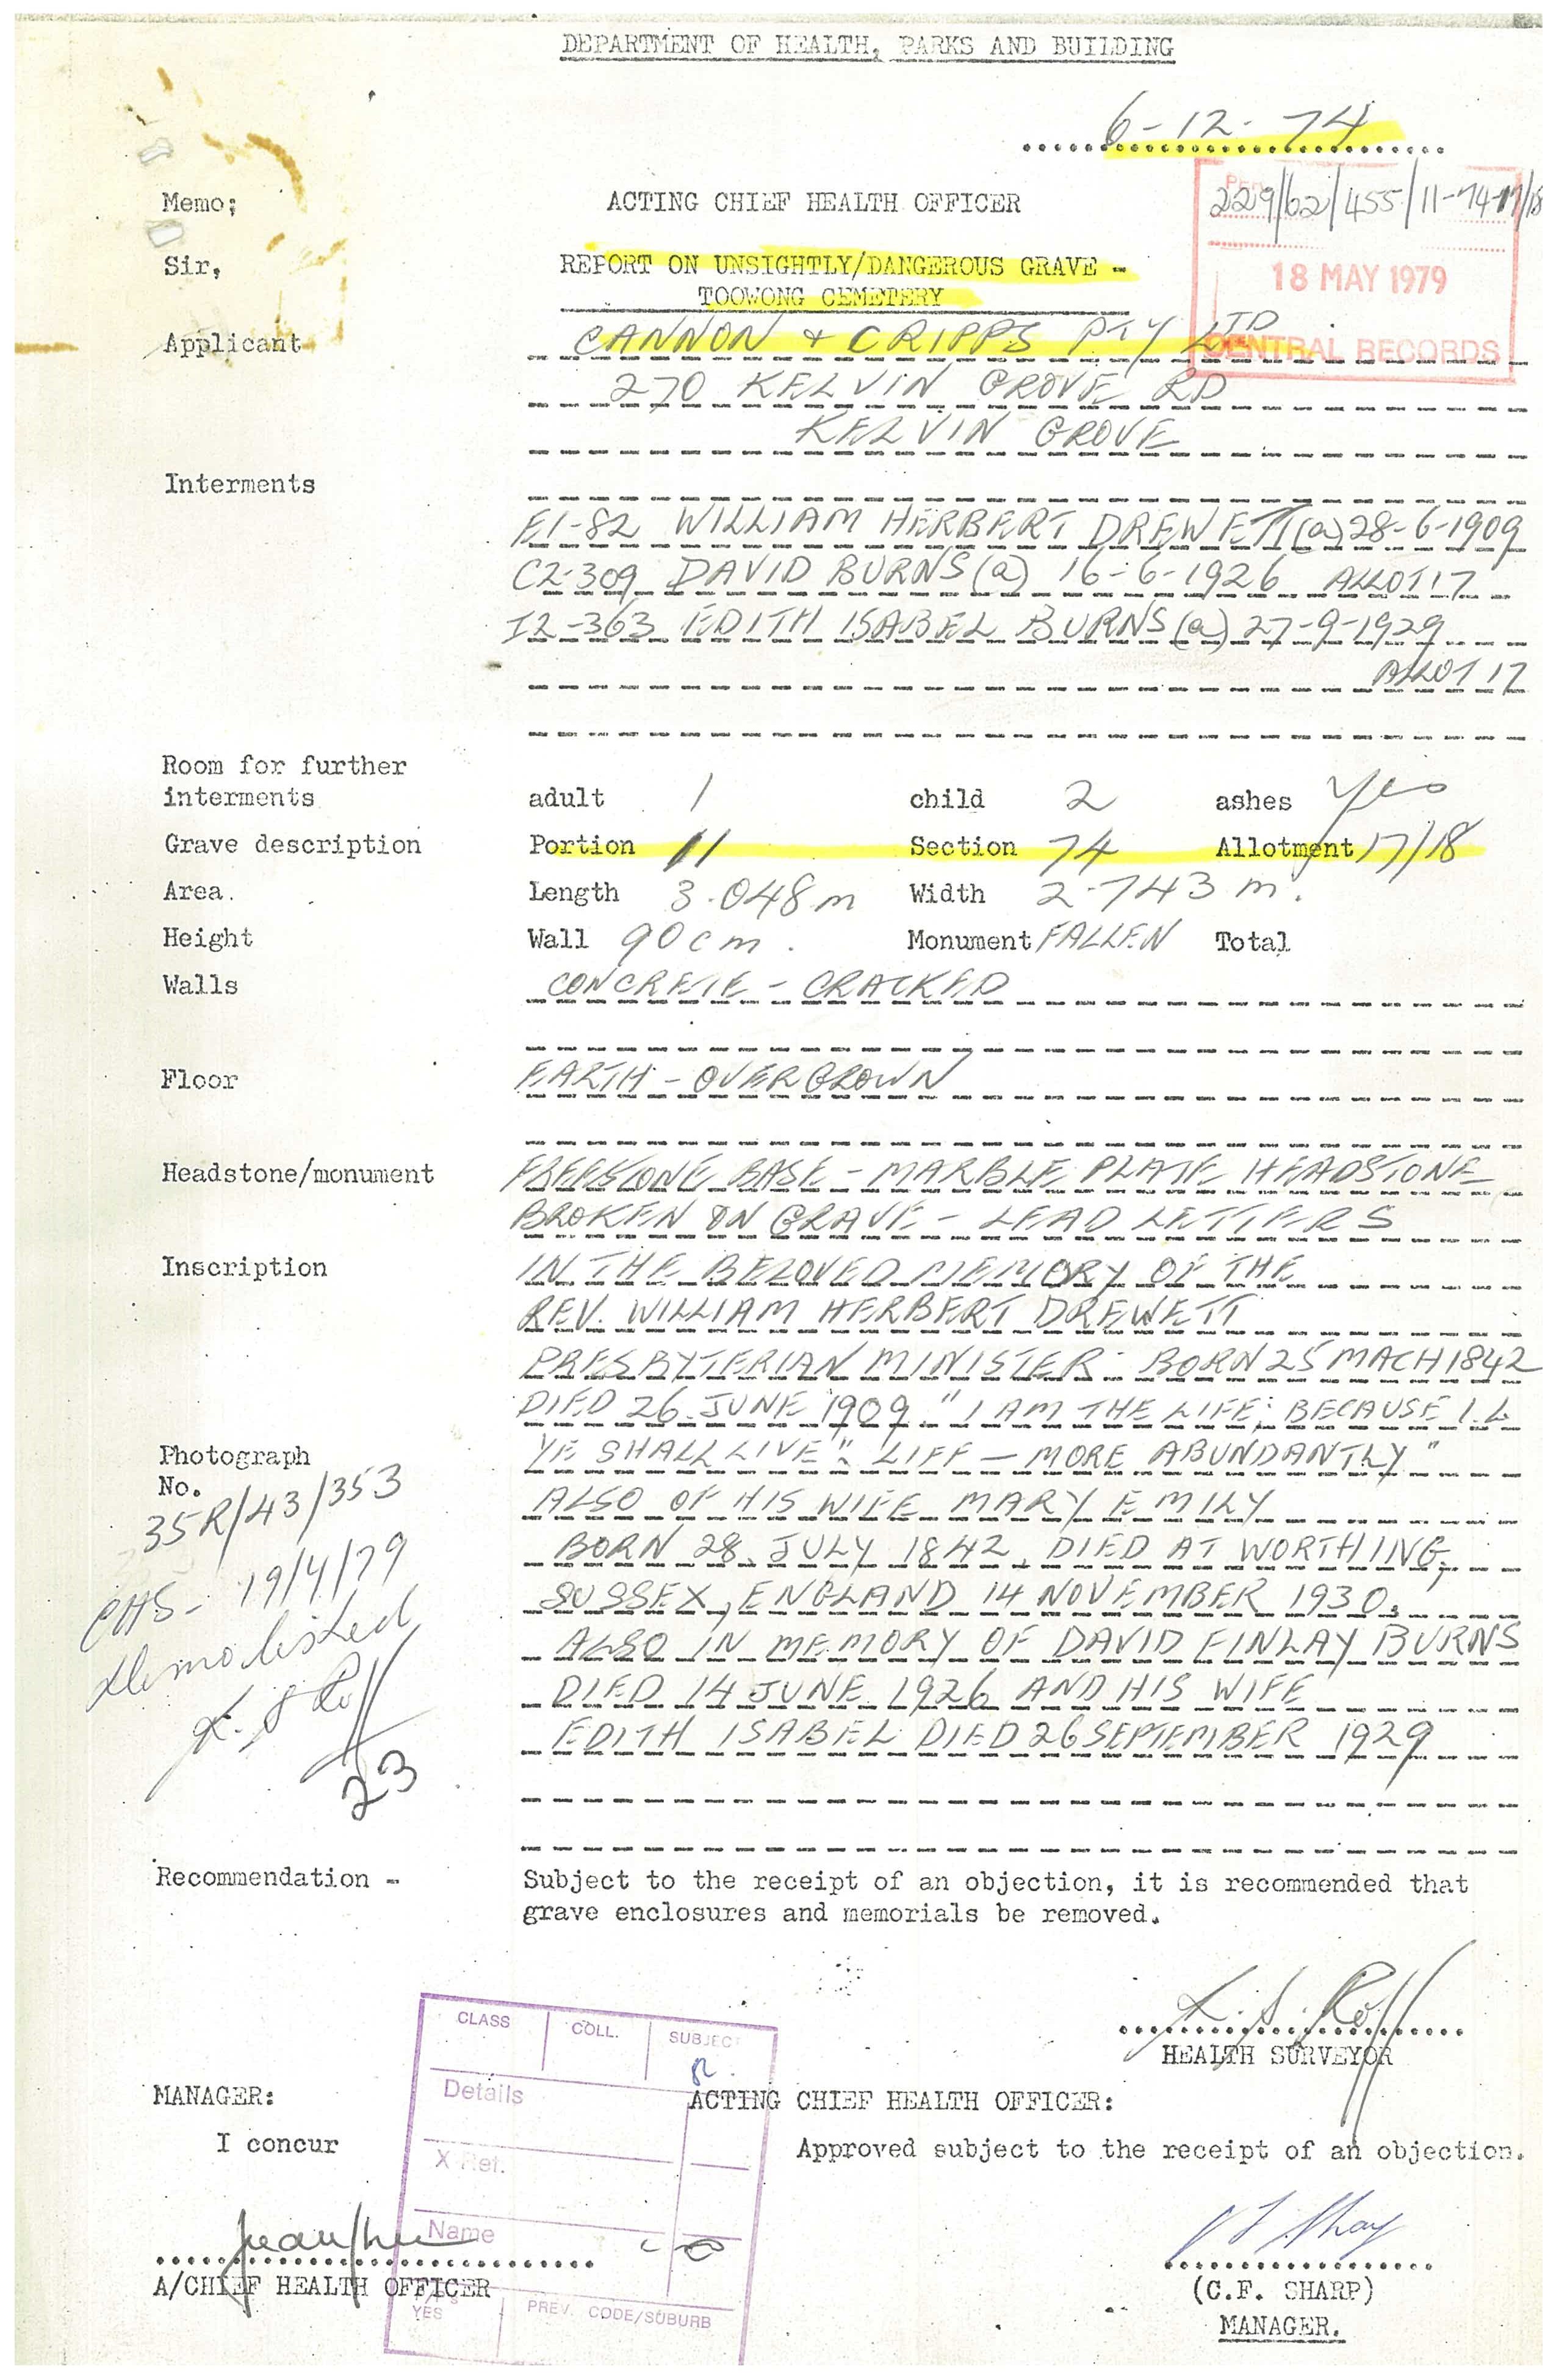 DEPARTMENT OF HEALTH, PARKS AND BUILDING
6-12-74
Memo; ACTING CHIEF HEALTH OFFICER
229/62/455/11-74-17/18
Sir, REPORT ON UNSIGHTLY/DANGEROUS GRAVE -
TOOWONG CEMETERY
18 MAY 1979
CENTRAL RECORDS
Applicant CANNON & CRIPPS PTY LTD
270 KELVIN GROVE RD
KELVIN GROVE
Interments
E1-82 WILLIAM HERBERT DREWETT (a) 28-6-1909
C2-309 DAVID BURNS (a) 16-6-1926 ALLOT 17
I2-363 EDITH ISABEL BURNS (a) 27-9-1929
ALLOT 17
Room for further
interments adult 1 child 2 ashes Yes
Grave description Portion 11 Section 74 Allotment 17/18
Area. Length 3.048 m Width 2.743 m.
Height Wall 90 cm. Monument FALLEN Total
Walls CONCRETE - CRACKED
Floor EARTH - OVERGROWN
Headstone/monument FREESTONE BASE - MARBLE PLATE HEADSTONE
BROKEN ON GRAVE - LEAD LETTERS
Inscription IN THE BELOVED MEMORY OF THE
REV. WILLIAM HERBERT DREWETT
PRESBYTERIAN MINISTER. BORN 25 MACH 1842
DIED 26 JUNE 1909 "I AM THE LIFE; BECAUSE I.L
YE SHALL LIVE". LIFF - MORE ABUNDANTLY"
ALSO OF HIS WIFE MARY EMILY
BORN 28 JULY 1842. DIED AT WORTHING,
SUSSEX, ENGLAND 14 NOVEMBER 1930.
ALSO IN MEMORY OF DAVID FINLAY BURNS
DIED 14 JUNE 1926 AND HIS WIFE
EDITH ISABEL DIED 26 SEPTEMBER 1929
Photograph
No.
35R/43/353
19/4/79
demolished
23
Recommendation - Subject to the receipt of an objection, it is recommended that
grave enclosures and memorials be removed.
HEALTH SURVEYOR
CLASS COLL. SUBJECT
Details
X Ref.
Name
YES PREV. CODE/SUBURB
MANAGER: ACTING CHIEF HEALTH OFFICER:
I concur Approved subject to the receipt of an objection.
A/CHIEF HEALTH OFFICER (C.F. SHARP)
MANAGER.